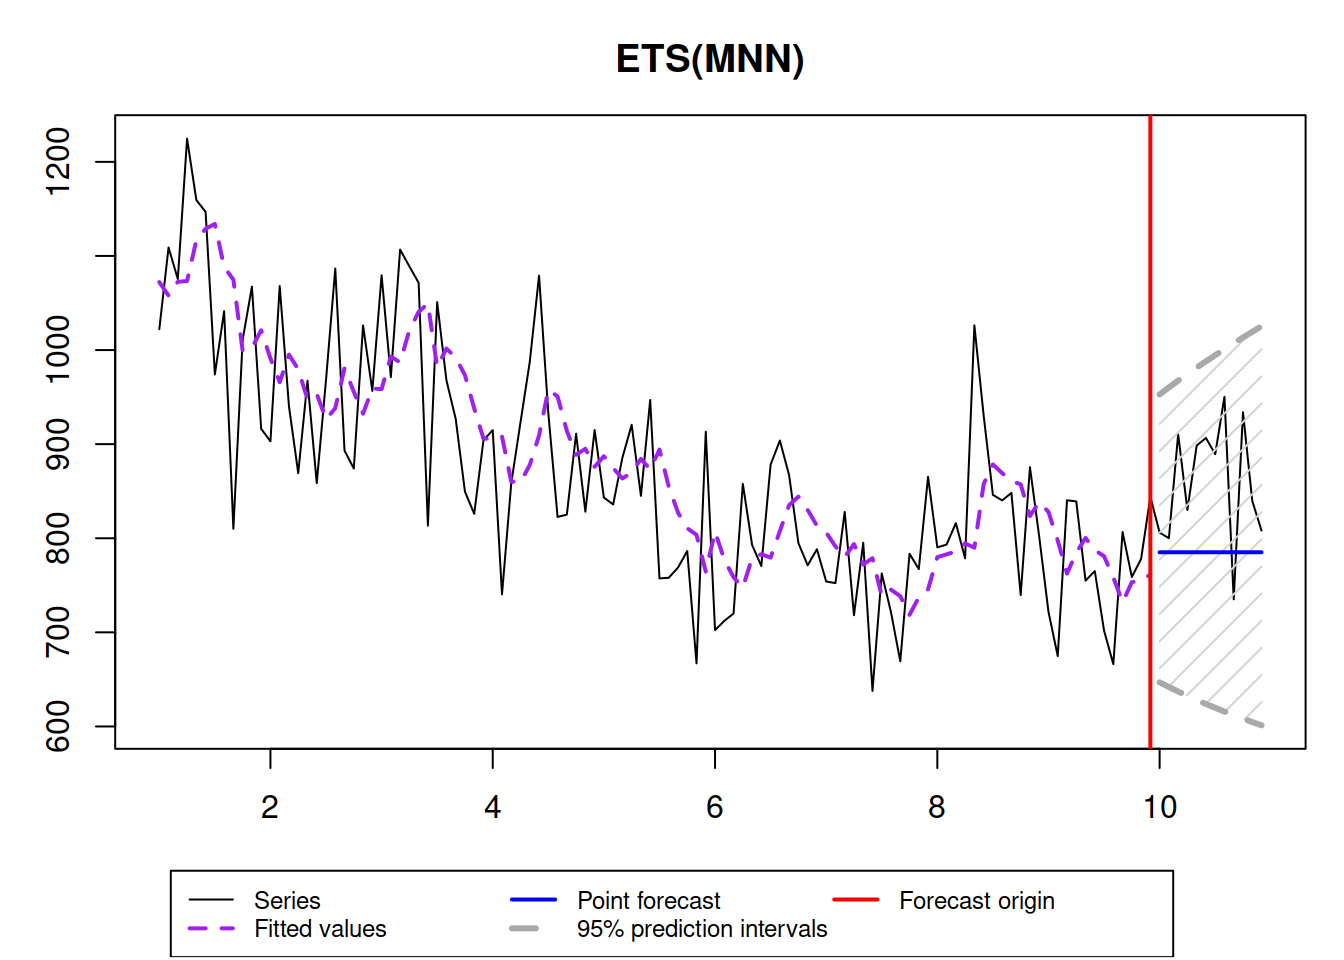 ETS(MNN)
1200
1000
900
800
700
600
2 4 6 8 10
Series Point forecast Forecast origin
Fitted values 95% prediction intervals